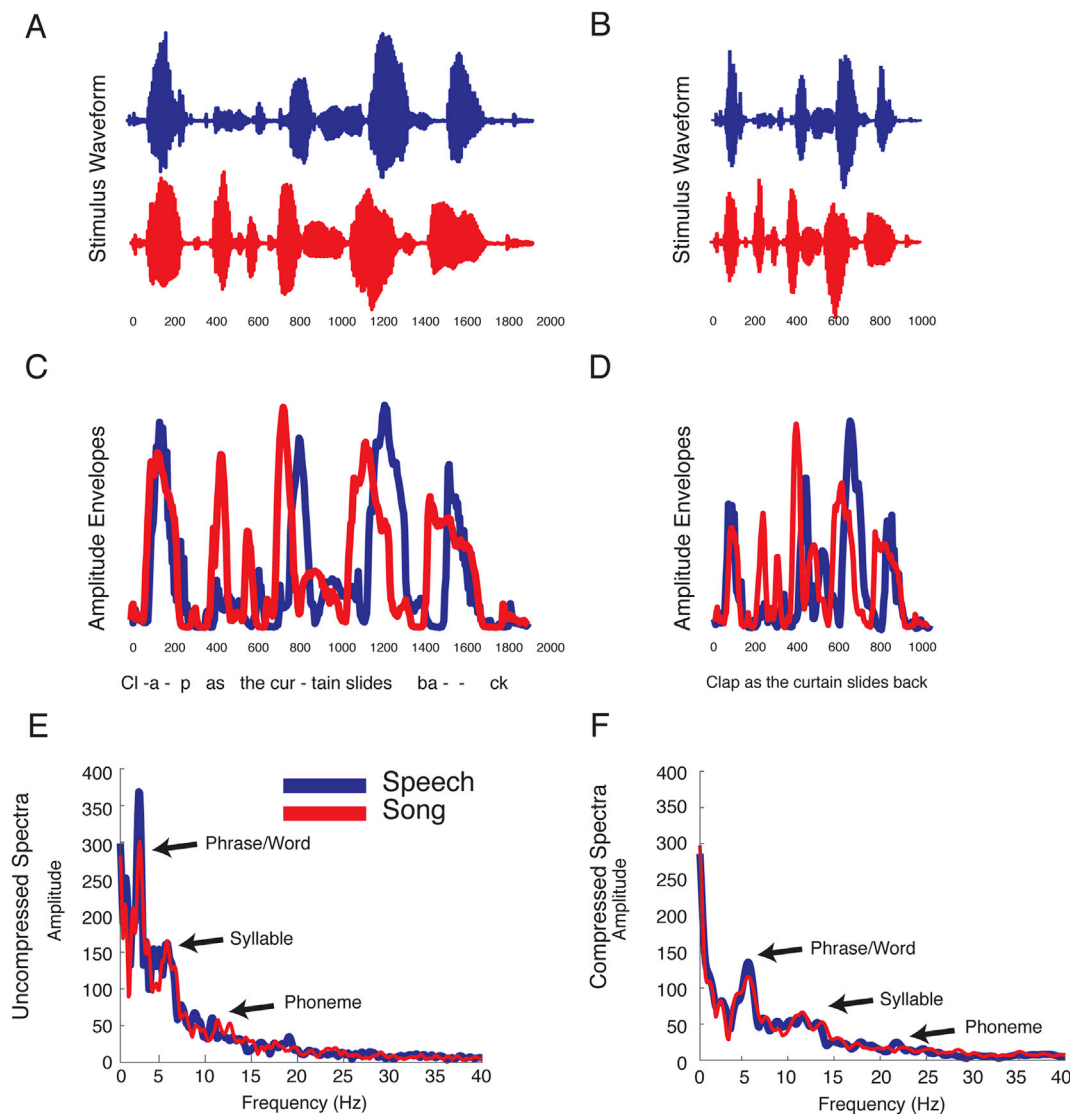 A
B
Stimulus Waveform
Stimulus Waveform
0 200 400 600 800 1000 1200 1400 1600 1800 2000
0 200 400 600 800 1000
C
D
Amplitude Envelopes
Amplitude Envelopes
0 200 400 600 800 1000 1200 1400 1600 1800 2000
0 200 400 600 800 1000
Cl -a - p as the cur - tain slides ba - - ck
Clap as the curtain slides back
E
F
Uncompressed Spectra
Amplitude
400
350
300
250
200
150
100
50
0
Speech
Song
Phrase/Word
Syllable
Phoneme
0 5 10 15 20 25 30 35 40
Frequency (Hz)
Compressed Spectra
Amplitude
400
350
300
250
200
150
100
50
0
Phrase/Word
Syllable
Phoneme
0 5 10 15 20 25 30 35 40
Frequency (Hz)